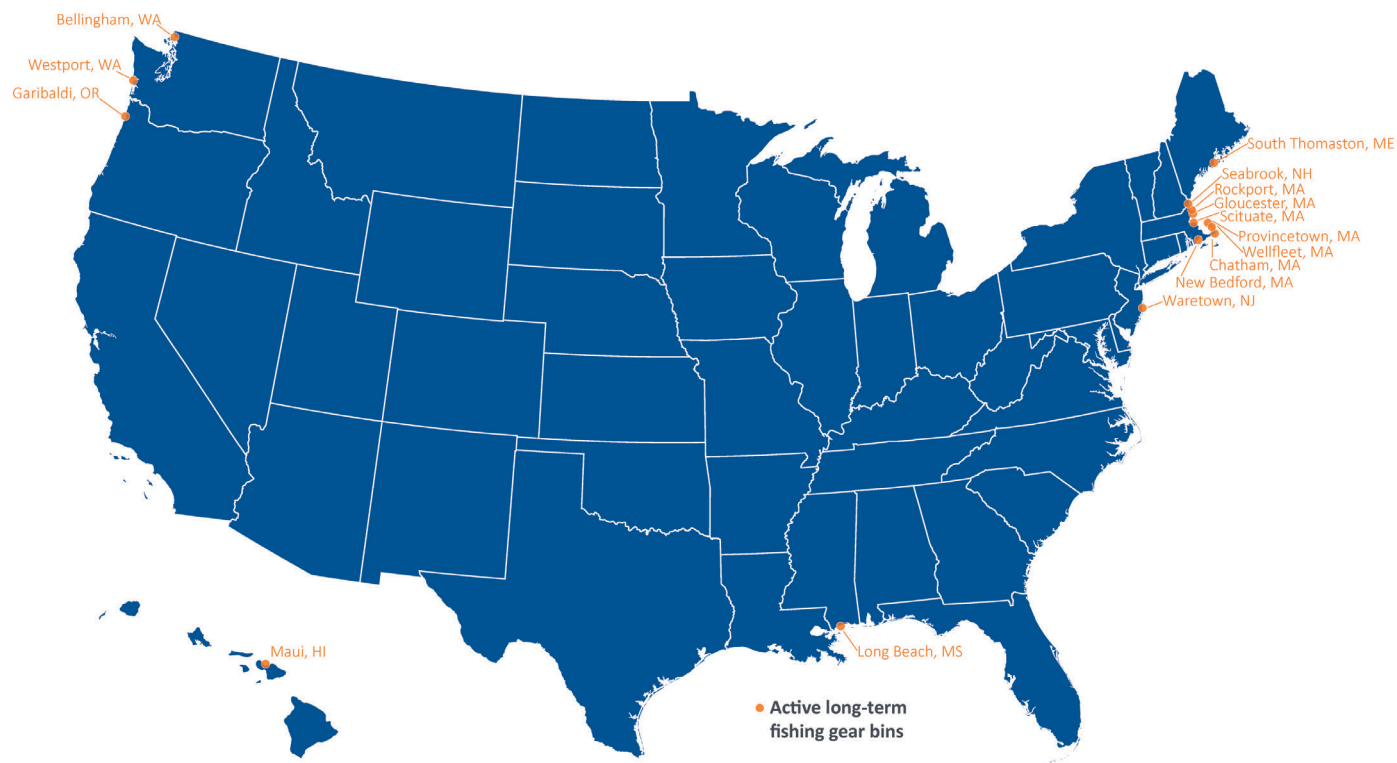 Bellingham, WA
Westport, WA
Garibaldi, OR
South Thomaston, ME
Seabrook, NH
Rockport, MA
Gloucester, MA
Scituate, MA
Provincetown, MA
Wellfleet, MA
Chatham, MA
New Bedford, MA
Waretown, NJ
Maui, HI
Long Beach, MS
Active long-term
fishing gear bins